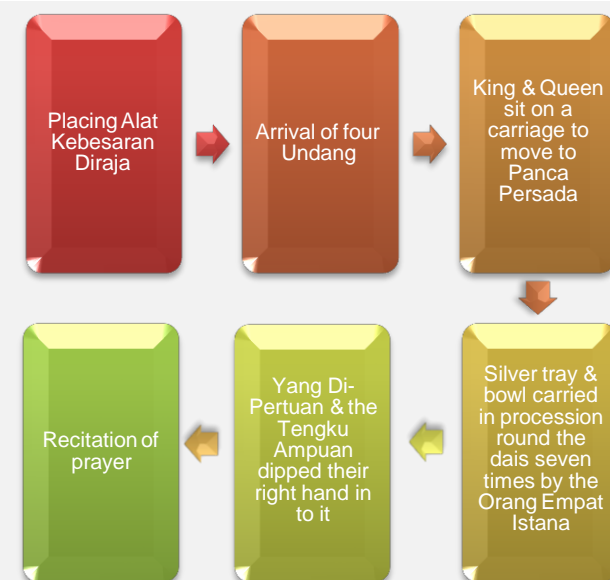 Placing Alat
Kebesaran
Diraja
Arrival of four
Undang
King & Queen
sit on a
carriage to
move to
Panca
Persada
Silver tray &
bowl carried
in procession
round the
dais seven
times by the
Orang Empat
Istana
Yang Di-
Pertuan & the
Tengku
Ampuan
dipped their
right hand in
to it
Recitation of
prayer